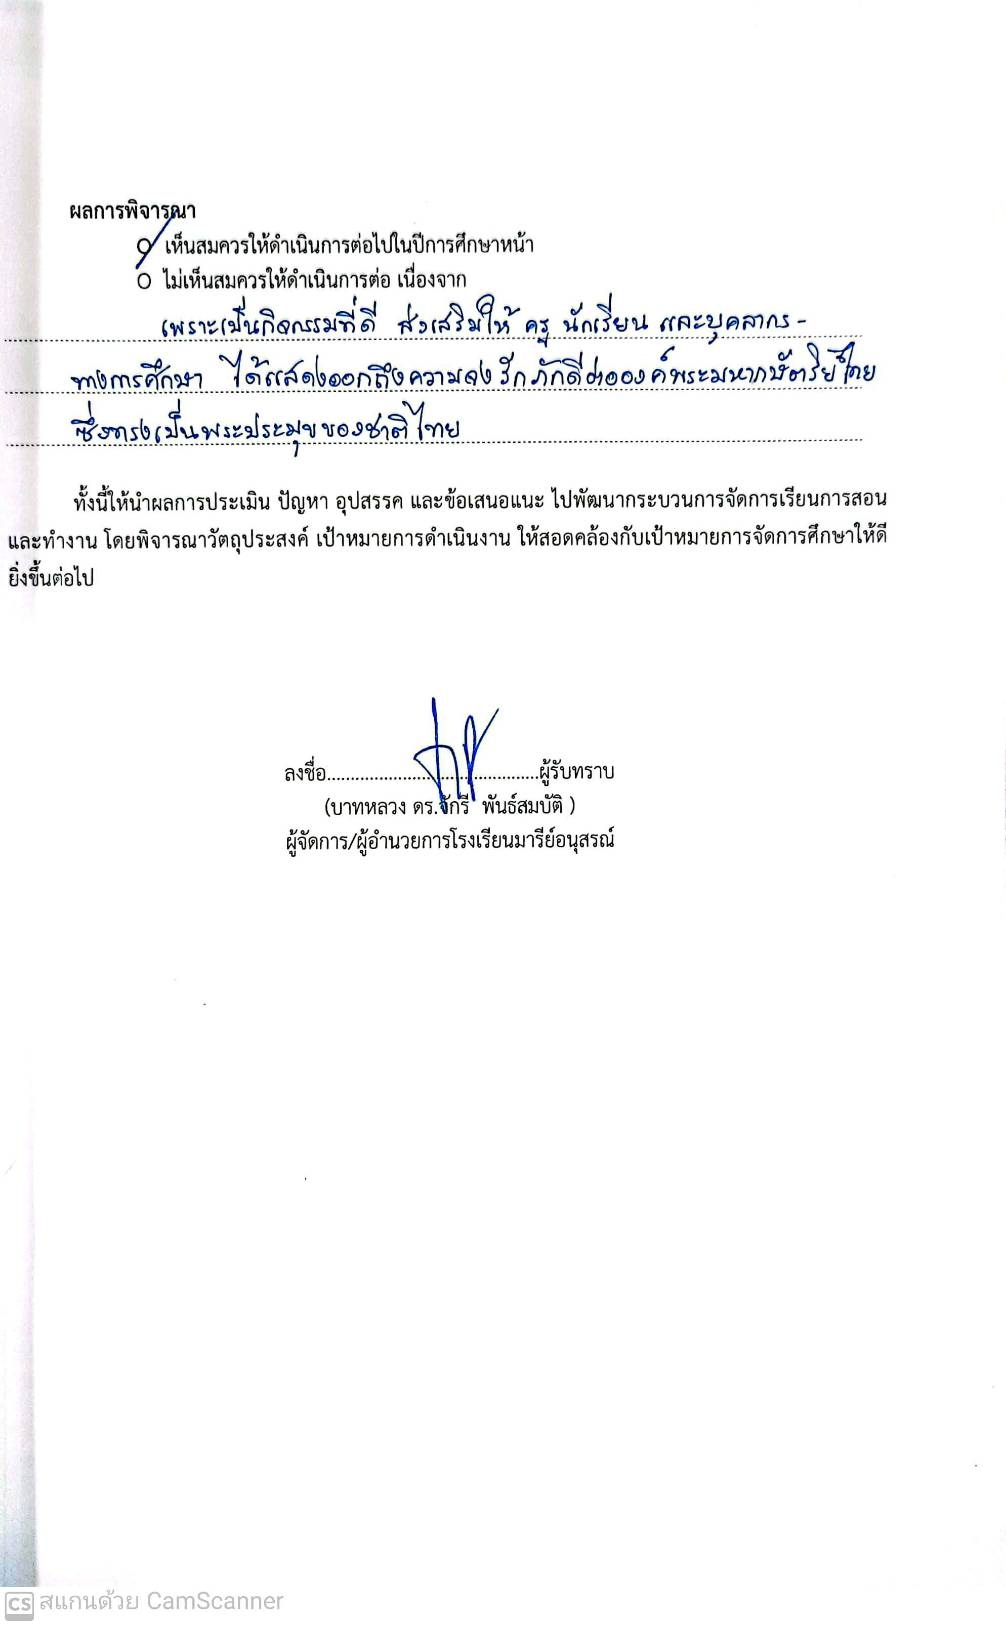 ผลการพิจารณา
เห็นสมควรให้ดำเนินการต่อไปในปีการศึกษาหน้า
ไม่เห็นสมควรให้ดำเนินการต่อ เนื่องจาก
เพราะเป็นกิจกรรมที่ดี ส่งเสริมให้ ครู นักเรียน และบุคลากร-
ทางการศึกษา ได้แสดงออกถึงความจงรักภักดีต่อองค์พระมหากษัตริย์ไทย
ซึ่งทรงเป็นพระประมุขของชาติไทย
ทั้งนี้ให้นำผลการประเมิน ปัญหา อุปสรรค และข้อเสนอแนะ ไปพัฒนากระบวนการจัดการเรียนการสอน
และทำงาน โดยพิจารณาวัตถุประสงค์ เป้าหมายการดำเนินงาน ให้สอดคล้องกับเป้าหมายการจัดการศึกษาให้ดี
ยิ่งขึ้นต่อไป
ลงชื่อ................................................ผู้รับทราบ
(บาทหลวง ดร.จักรี พันธ์สมบัติ )
ผู้จัดการ/ผู้อำนวยการโรงเรียนมารีย์อนุสรณ์
CS สแกนด้วย CamScanner